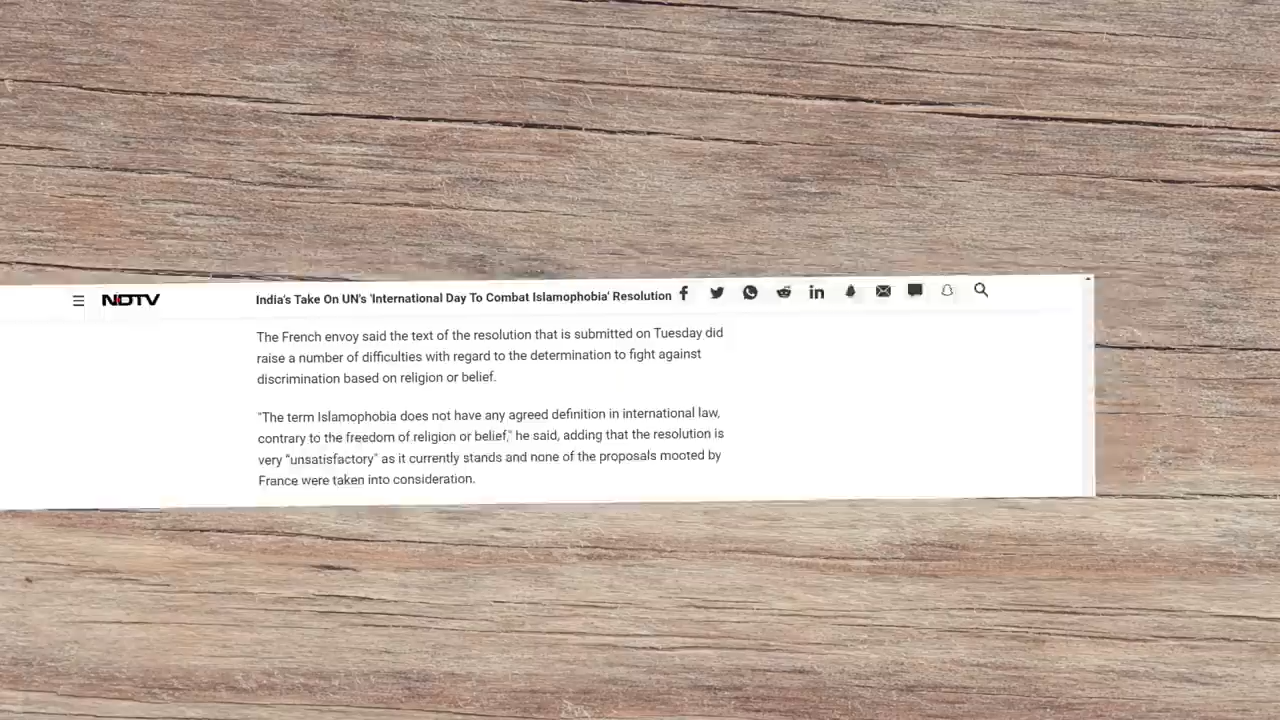 NDTV
India's Take On UN's 'International Day To Combat Islamophobia' Resolution
The French envoy said the text of the resolution that is submitted on Tuesday did
raise a number of difficulties with regard to the determination to fight against
discrimination based on religion or belief.
"The term Islamophobia does not have any agreed definition in international law,
contrary to the freedom of religion or belief," he said, adding that the resolution is
very "unsatisfactory" as it currently stands and none of the proposals mooted by
France were taken into consideration.